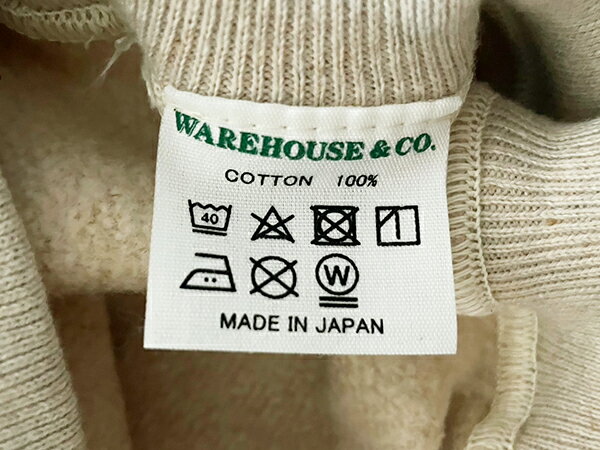 WAREHOUSE & CO.
COTTON 100%
40
W
MADE IN JAPAN